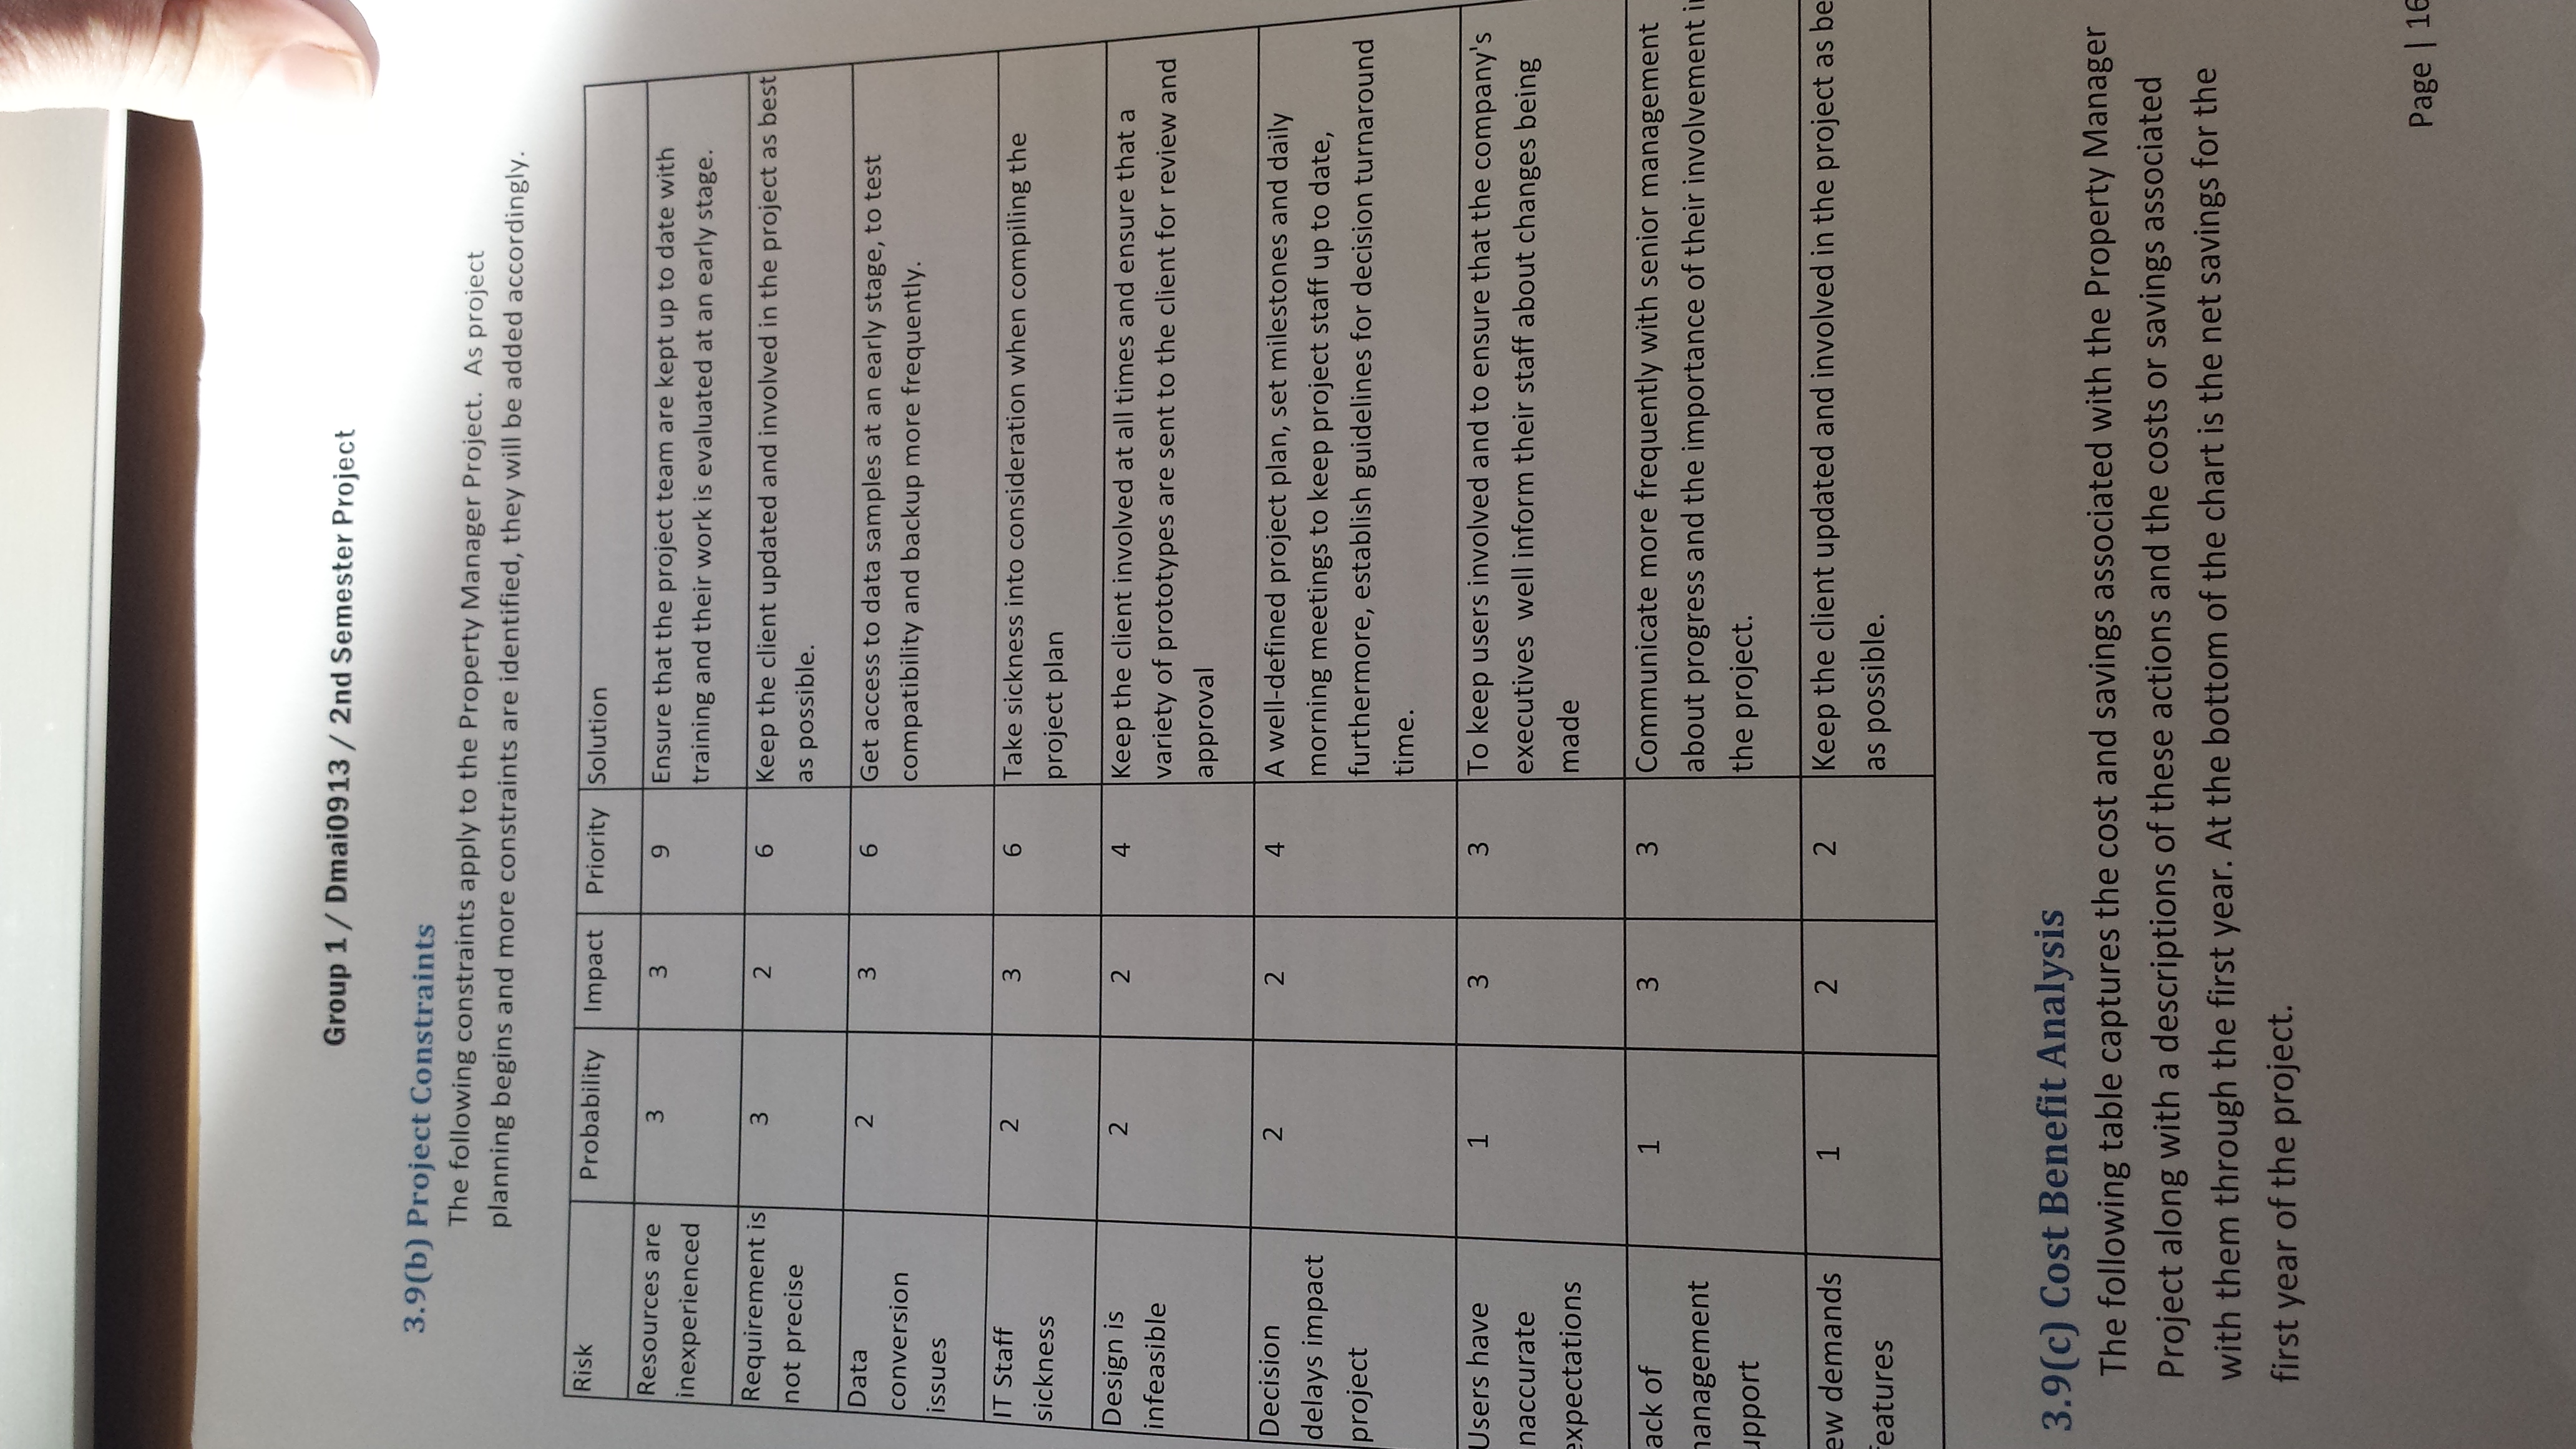 Group 1 / Dmai0913 / 2nd Semester Project
3.9(b) Project Constraints
The following constraints apply to the Property Manager Project.  As project
planning begins and more constraints are identified, they will be added accordingly.
Risk Probability Impact Priority Solution
Resources are 3 3 9 Ensure that the project team are kept up to date with
inexperienced training and their work is evaluated at an early stage.
Requirement is 3 2 6 Keep the client updated and involved in the project as best
not precise as possible.
Data 2 3 6 Get access to data samples at an early stage, to test
conversion compatibility and backup more frequently.
issues
IT Staff 2 3 6 Take sickness into consideration when compiling the
sickness project plan
Design is 2 2 4 Keep the client involved at all times and ensure that a
infeasible variety of prototypes are sent to the client for review and
approval
Decision 2 2 4 A well-defined project plan, set milestones and daily
delays impact morning meetings to keep project staff up to date,
project furthermore, establish guidelines for decision turnaround
time.
Users have 1 3 3 To keep users involved and to ensure that the company's
naccurate executives  well inform their staff about changes being
expectations made
ack of 1 3 3 Communicate more frequently with senior management
anagement about progress and the importance of their involvement i
upport the project.
ew demands 1 2 2 Keep the client updated and involved in the project as be
features as possible.
3.9(c) Cost Benefit Analysis
The following table captures the cost and savings associated with the Property Manager
Project along with a descriptions of these actions and the costs or savings associated
with them through the first year. At the bottom of the chart is the net savings for the
first year of the project.
Page | 16